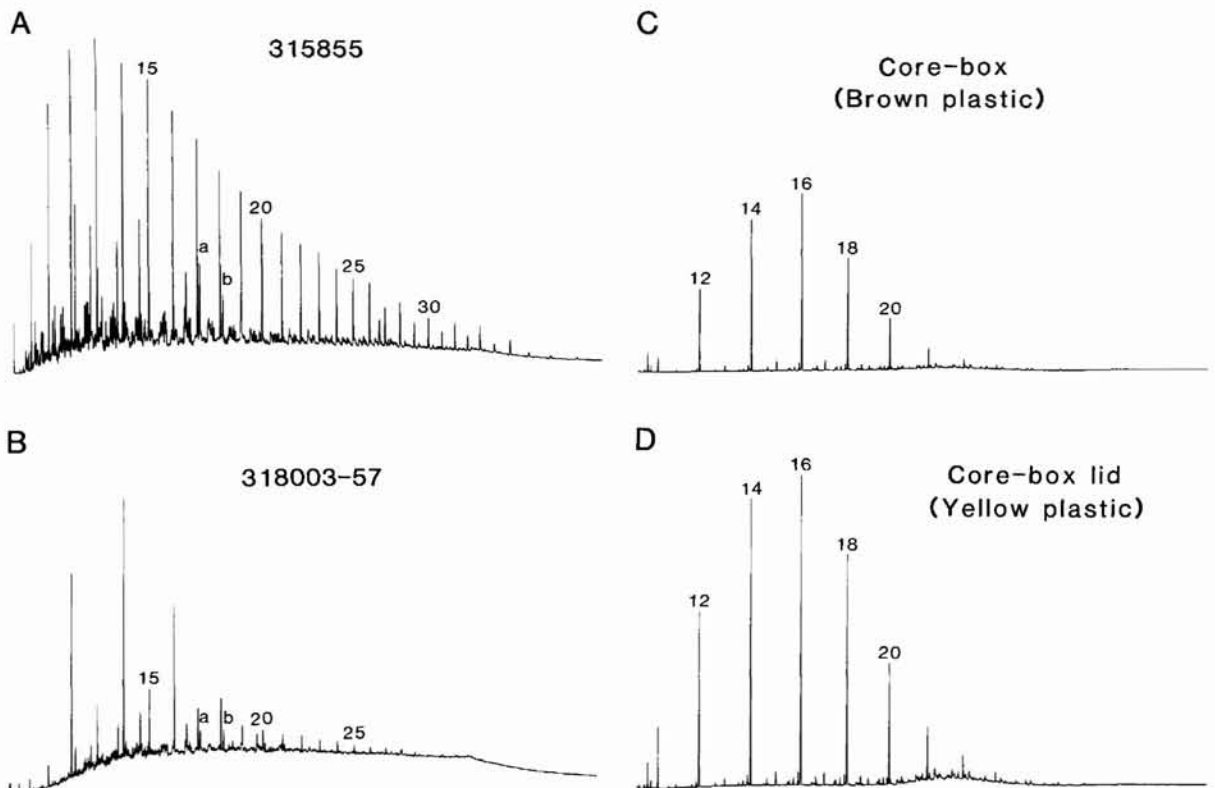 A
315855
15
a
b
20
25
30
B
318003-57
15
a
b
20
25
C
Core-box
(Brown plastic)
12
14
16
18
20
D
Core-box lid
(Yellow plastic)
12
14
16
18
20